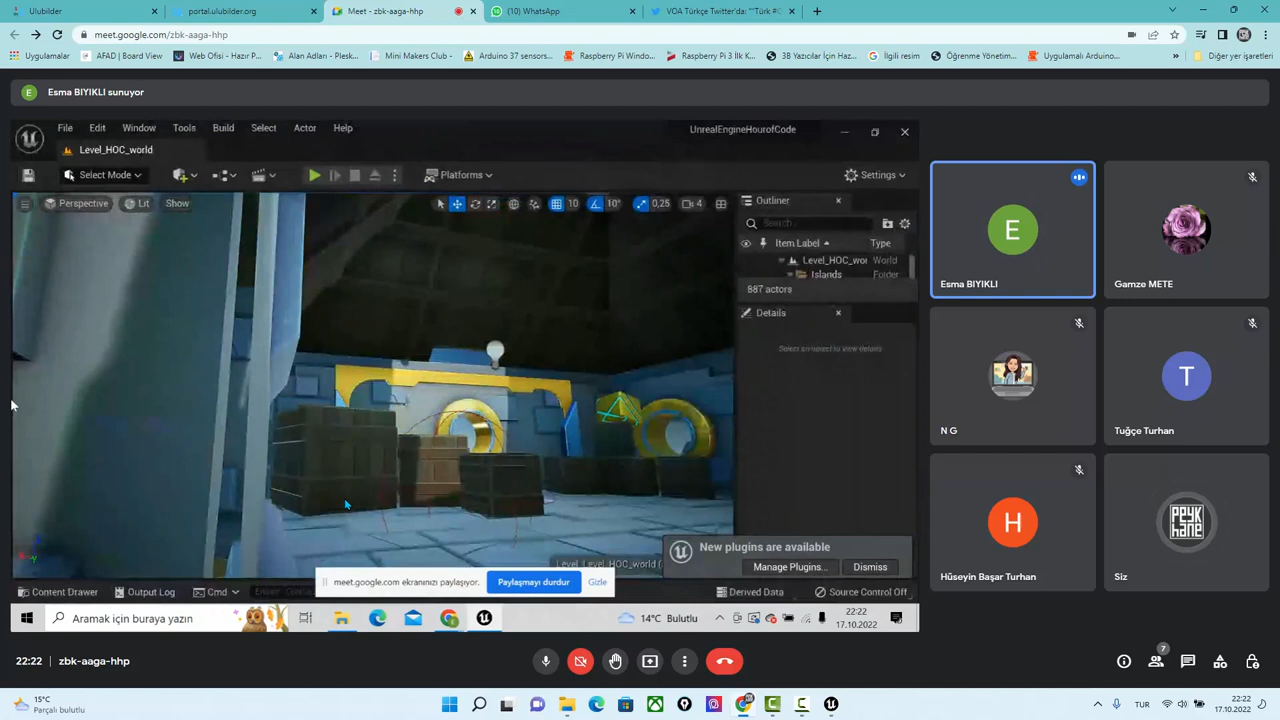 Ulubilder
portal.ulubilder.org
Meet - zbk-aaga-hhp
(10) WhatsApp
VOA Türkçe Twitter'da: "“Türk #C
meet.google.com/zbk-aaga-hhp
Uygulamalar
AFAD | Basın Web
Web Ofisi - Hazır P...
Alan Adları - Plesk...
Mini Makers Club -
Arduino 37 sensors...
Raspberry Pi Windo...
Raspberry Pi 3 İlk K...
3B Yazıcılar İçin Ha...
İlgili resim
Öğrenme Yönetim...
Uygulamalı Arduino...
»
Diğer yer işaretleri
E
Esma BIYIKLI sunuyor
File Edit Window Tools Build Select Actor Help
UnrealEngineHourofCode
Level_HOC_world
Select Mode
Platforms
Settings
Perspective
Lit
Show
10
10°
0,25
4
Outliner
Search...
Item Label
Type
Level_HOC_wor
World
Islands
Folder
887 actors
Details
Select an object to view details
New plugins are available
Manage Plugins...
Dismiss
Level_HOC_world (
meet.google.com ekranınızı paylaşıyor.
Paylaşmayı durdur
Gizle
Content Drawer
Output Log
Cmd
Derived Data
Source Control Off
Aramak için buraya yazın
14°C Bulutlu
22:22
17.10.2022
E
Esma BIYIKLI
Gamze METE
N G
T
Tuğçe Turhan
H
Hüseyin Başar Turhan
Siz
22:22
zbk-aaga-hhp
7
15°C
Parçalı bulutlu
TUR
22:22
17.10.2022